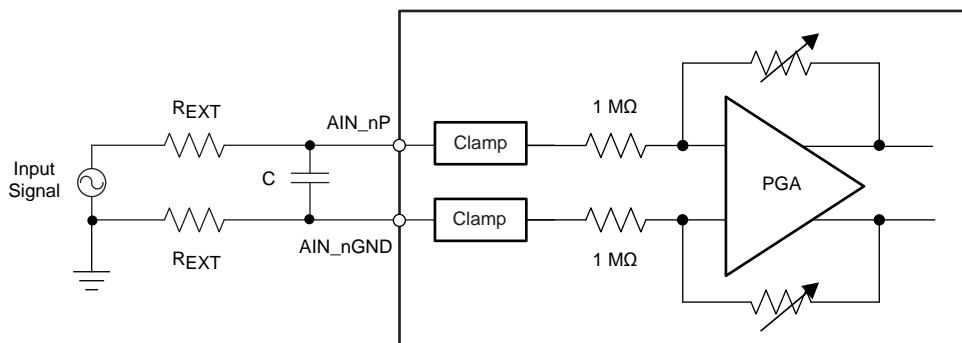 REXT
AIN_nP
Clamp
1 MΩ
Input
Signal
C
PGA
Clamp
REXT
AIN_nGND
1 MΩ